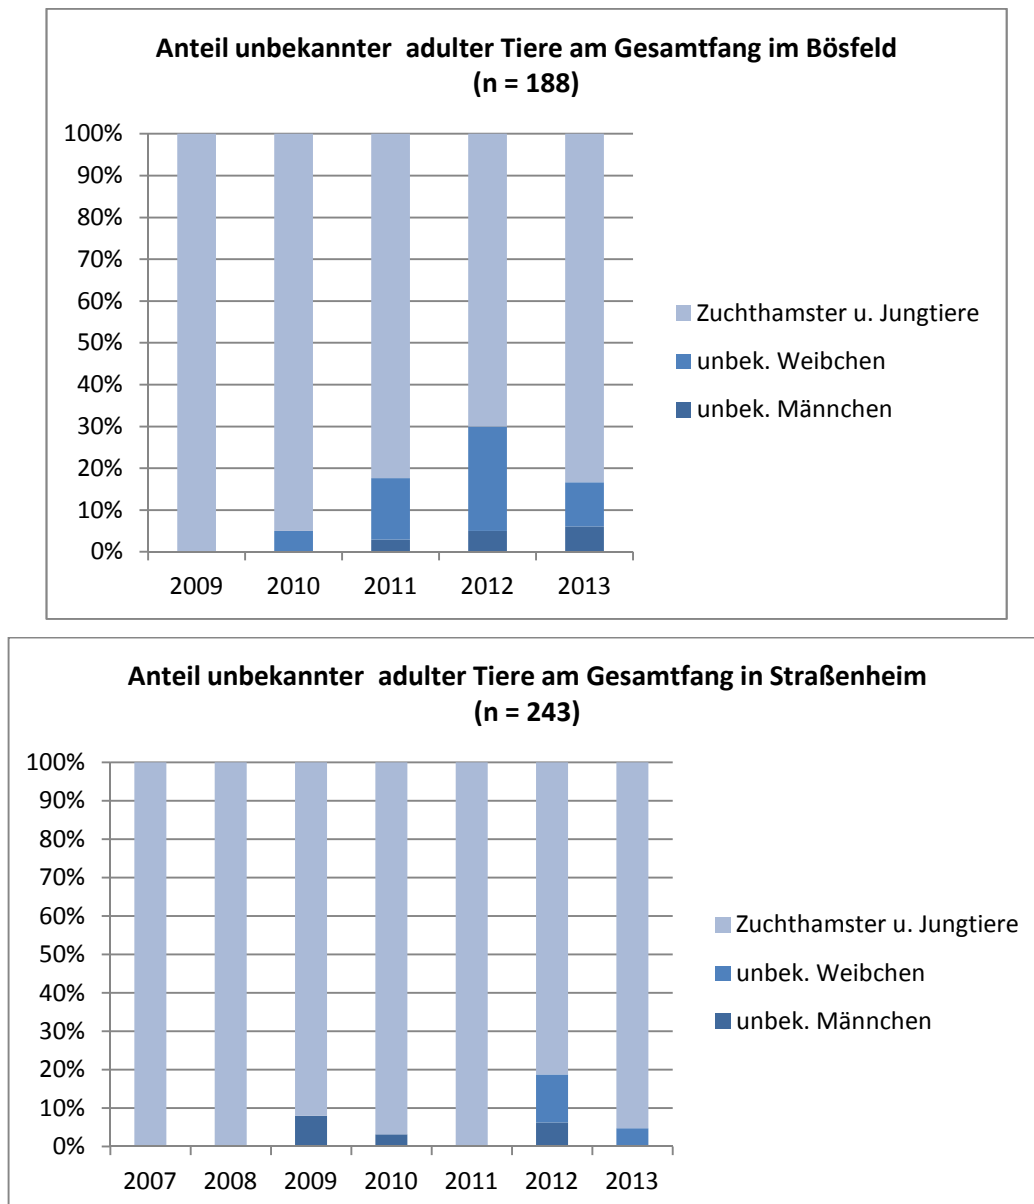 Anteil unbekannter  adulter Tiere am Gesamtfang im Bösfeld
(n = 188)
100%
90%
80%
70%
60%
50%
40%
30%
20%
10%
0%
2009 2010 2011 2012 2013
Zuchthamster u. Jungtiere
unbek. Weibchen
unbek. Männchen
Anteil unbekannter  adulter Tiere am Gesamtfang in Straßenheim
(n = 243)
100%
90%
80%
70%
60%
50%
40%
30%
20%
10%
0%
2007 2008 2009 2010 2011 2012 2013
Zuchthamster u. Jungtiere
unbek. Weibchen
unbek. Männchen